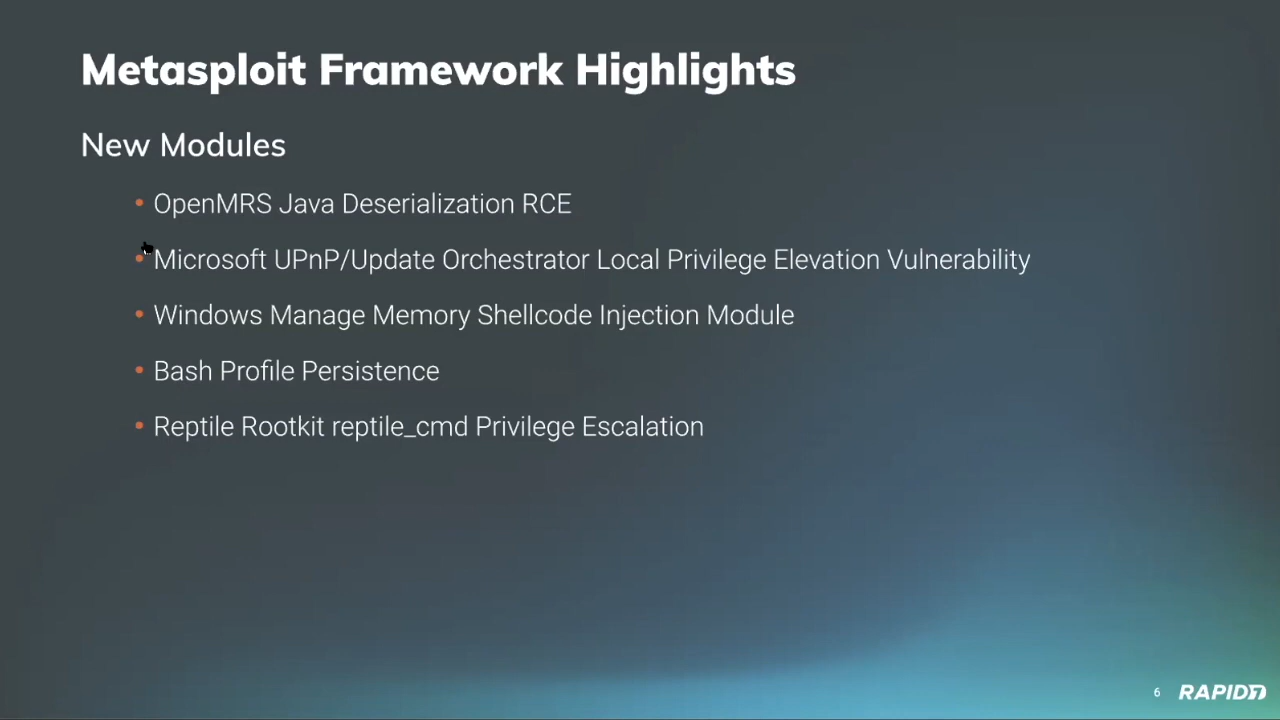 Metasploit Framework Highlights
New Modules
• OpenMRS Java Deserialization RCE
• Microsoft UPnP/Update Orchestrator Local Privilege Elevation Vulnerability
• Windows Manage Memory Shellcode Injection Module
• Bash Profile Persistence
• Reptile Rootkit reptile_cmd Privilege Escalation
6 RAPID7